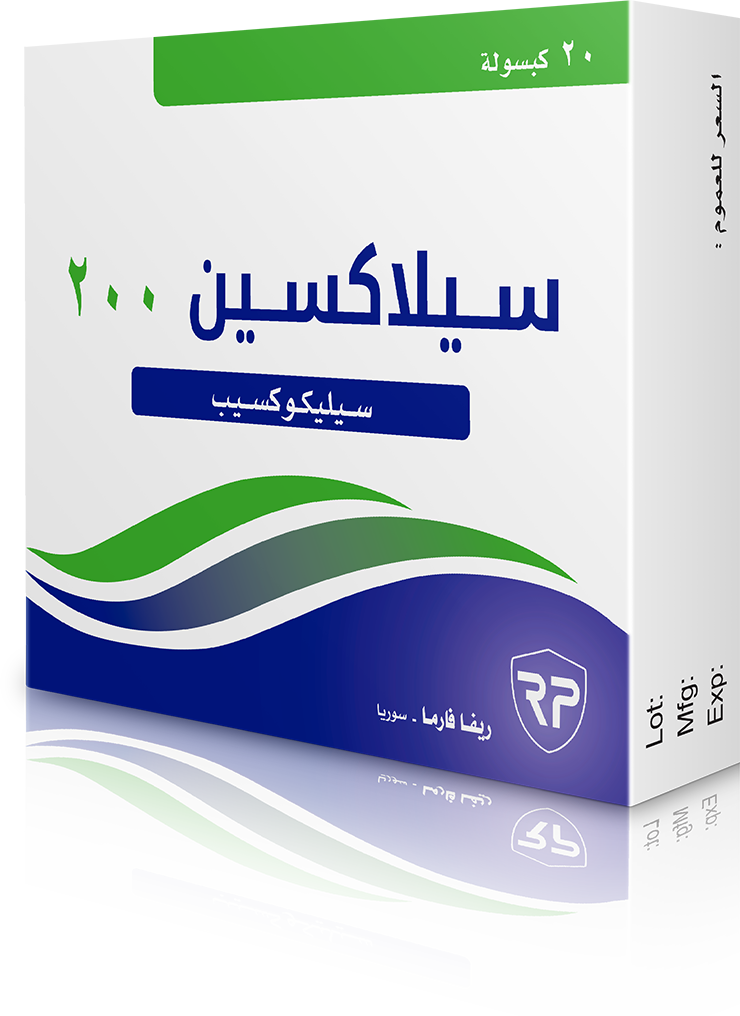 ٢٠ كبسولة
سيلاكسين ٢٠٠
سيليكوكسيب
ريفا فارما - سوريا
RP
السعر للعموم :
Lot:
Mfg:
Exp: